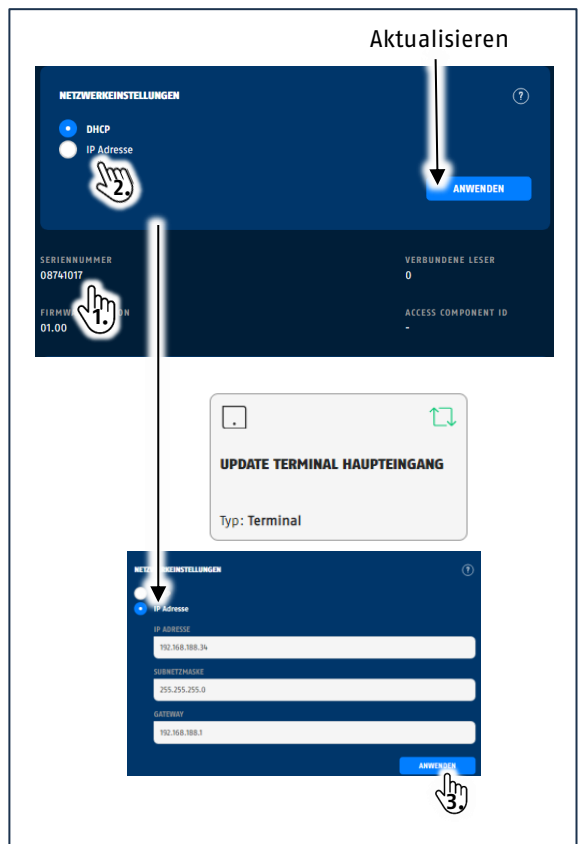 Aktualisieren
NETZWERKEINSTELLUNGEN ?
DHCP
IP Adresse
2.
ANWENDEN
SERIENNUMMER VERBUNDENE LESER
08741017 0
1.
ACCESS COMPONENT ID
01.00 -
UPDATE TERMINAL HAUPTEINGANG
Typ: Terminal
?
IP Adresse
IP ADRESSE
192.168.188.34
SUBNETZMASKE
255.255.255.0
GATEWAY
192.168.188.1
ANWENDEN
3.